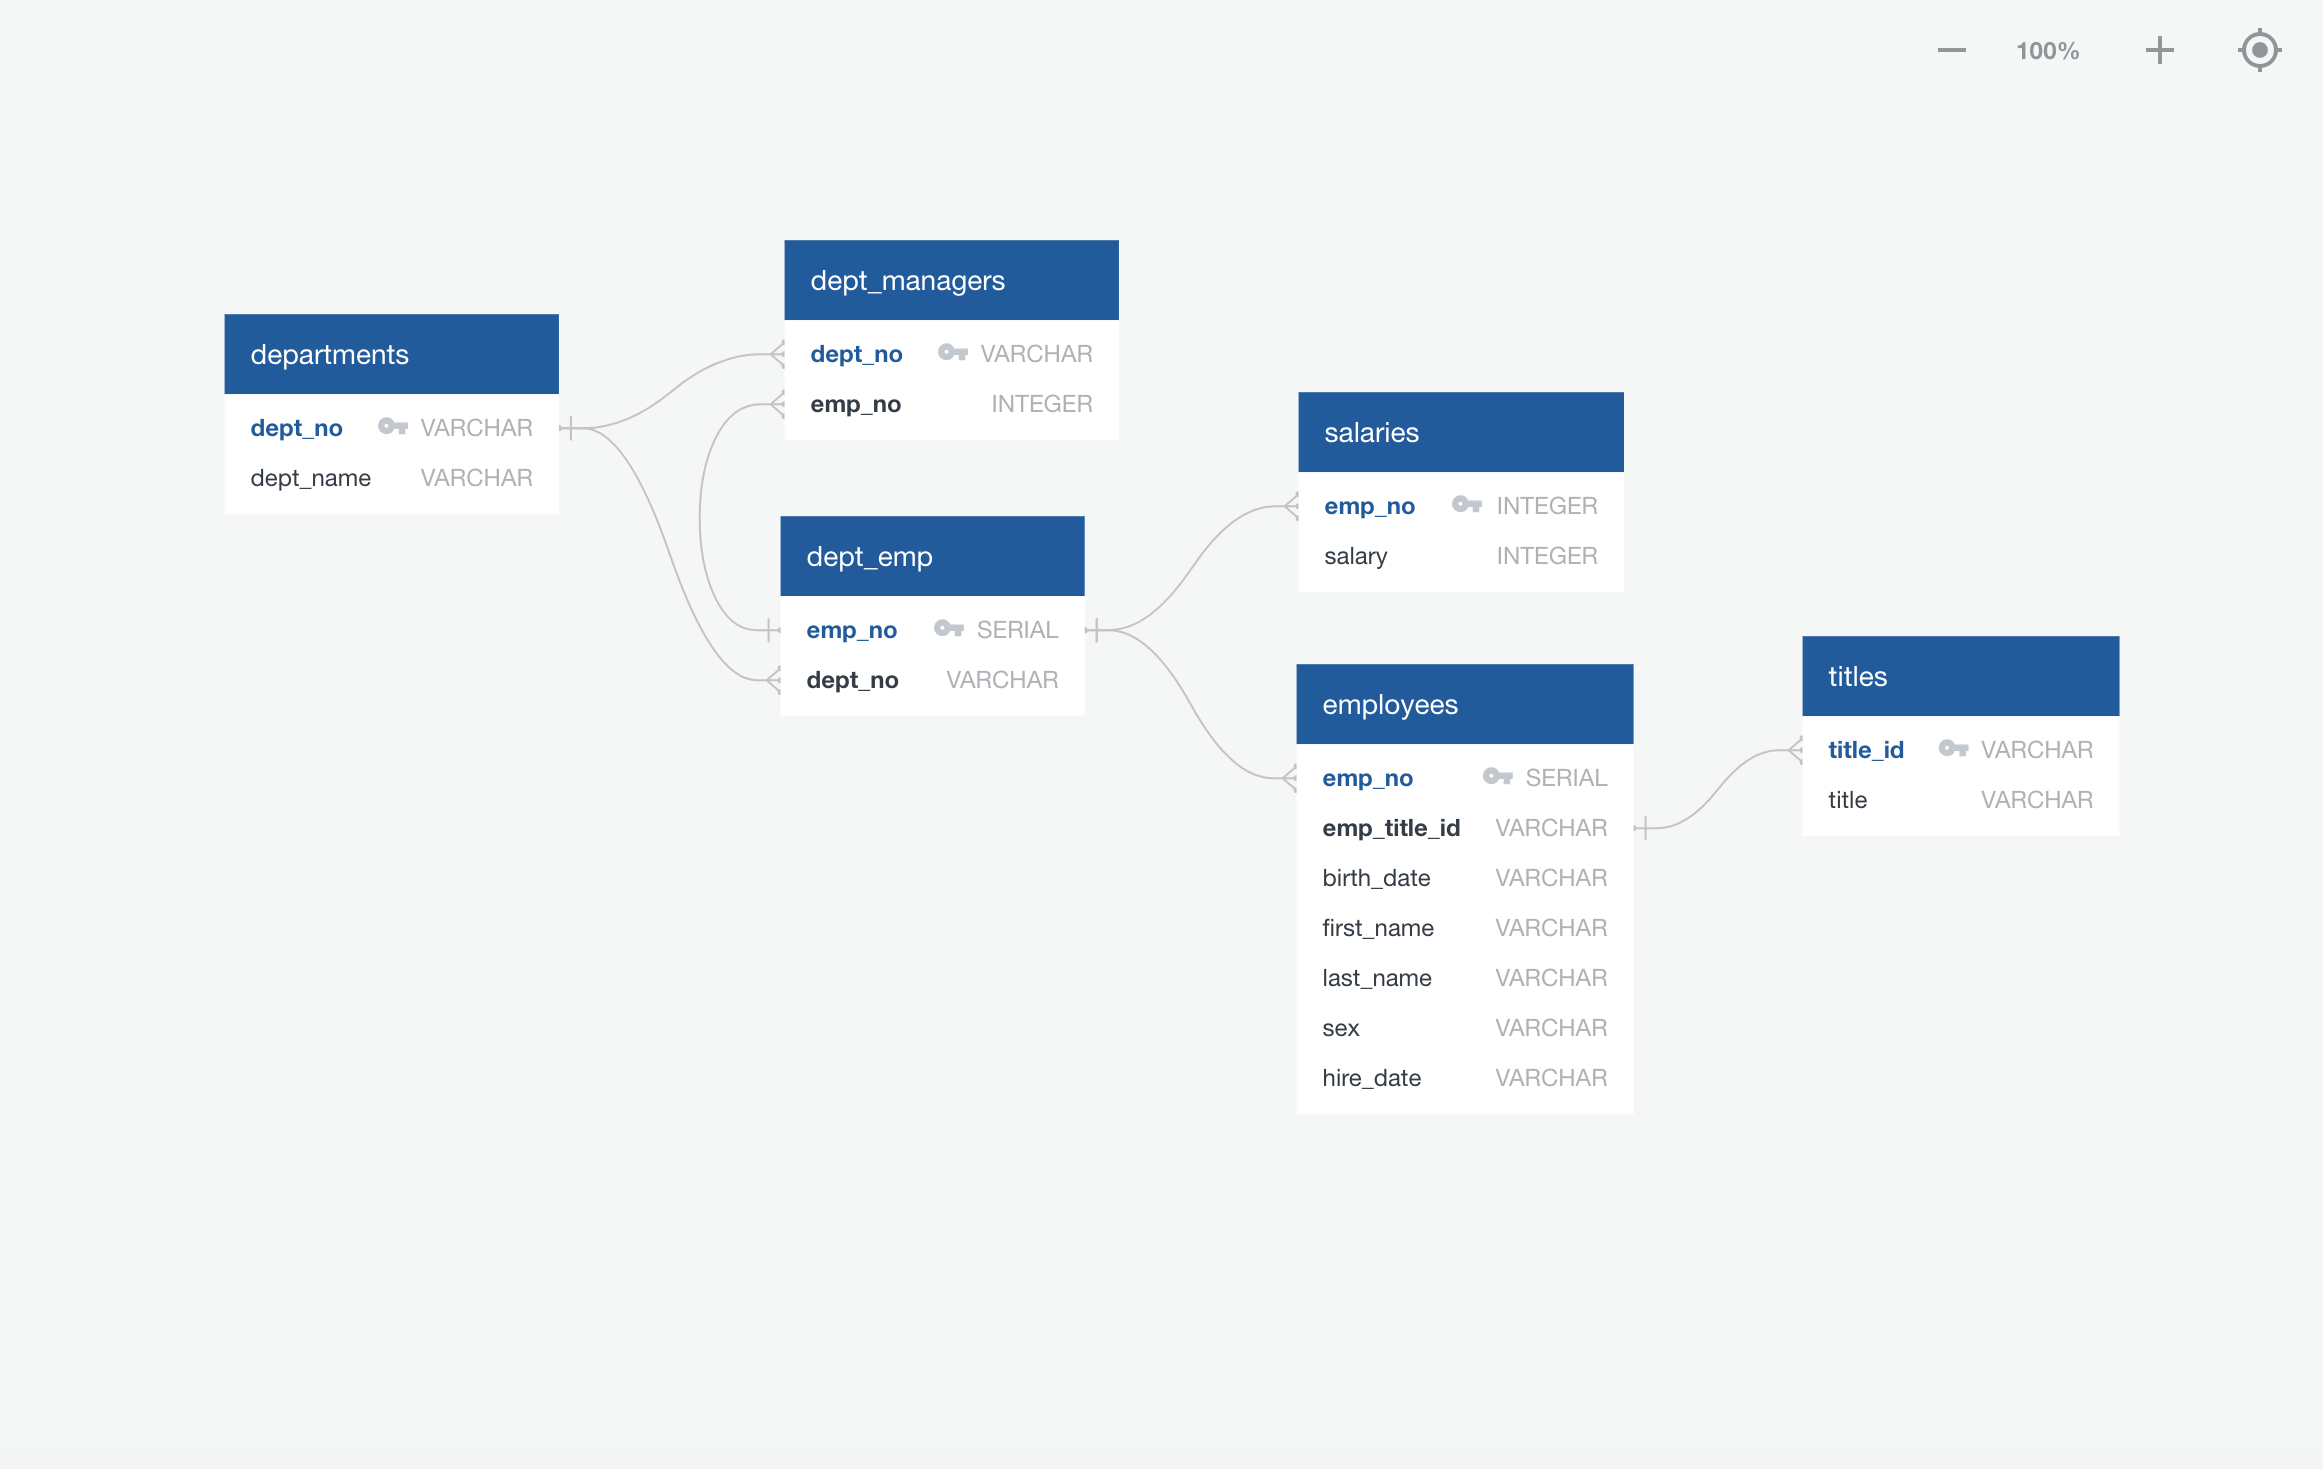 100%
departments
dept_no VARCHAR
dept_name VARCHAR
dept_managers
dept_no VARCHAR
emp_no INTEGER
dept_emp
emp_no SERIAL
dept_no VARCHAR
salaries
emp_no INTEGER
salary INTEGER
employees
emp_no SERIAL
emp_title_id VARCHAR
birth_date VARCHAR
first_name VARCHAR
last_name VARCHAR
sex VARCHAR
hire_date VARCHAR
titles
title_id VARCHAR
title VARCHAR